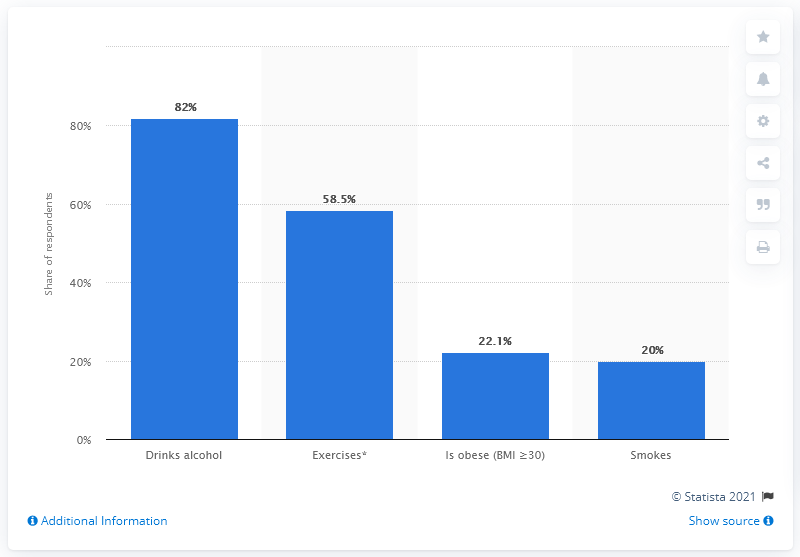 82%
80%
58.5%
60%
Share of respondents
40%
22.1%
20%
20%
0%
Drinks alcohol
Exercises*
Is obese (BMI ≥30)
Smokes
© Statista 2021
Additional Information
Show source